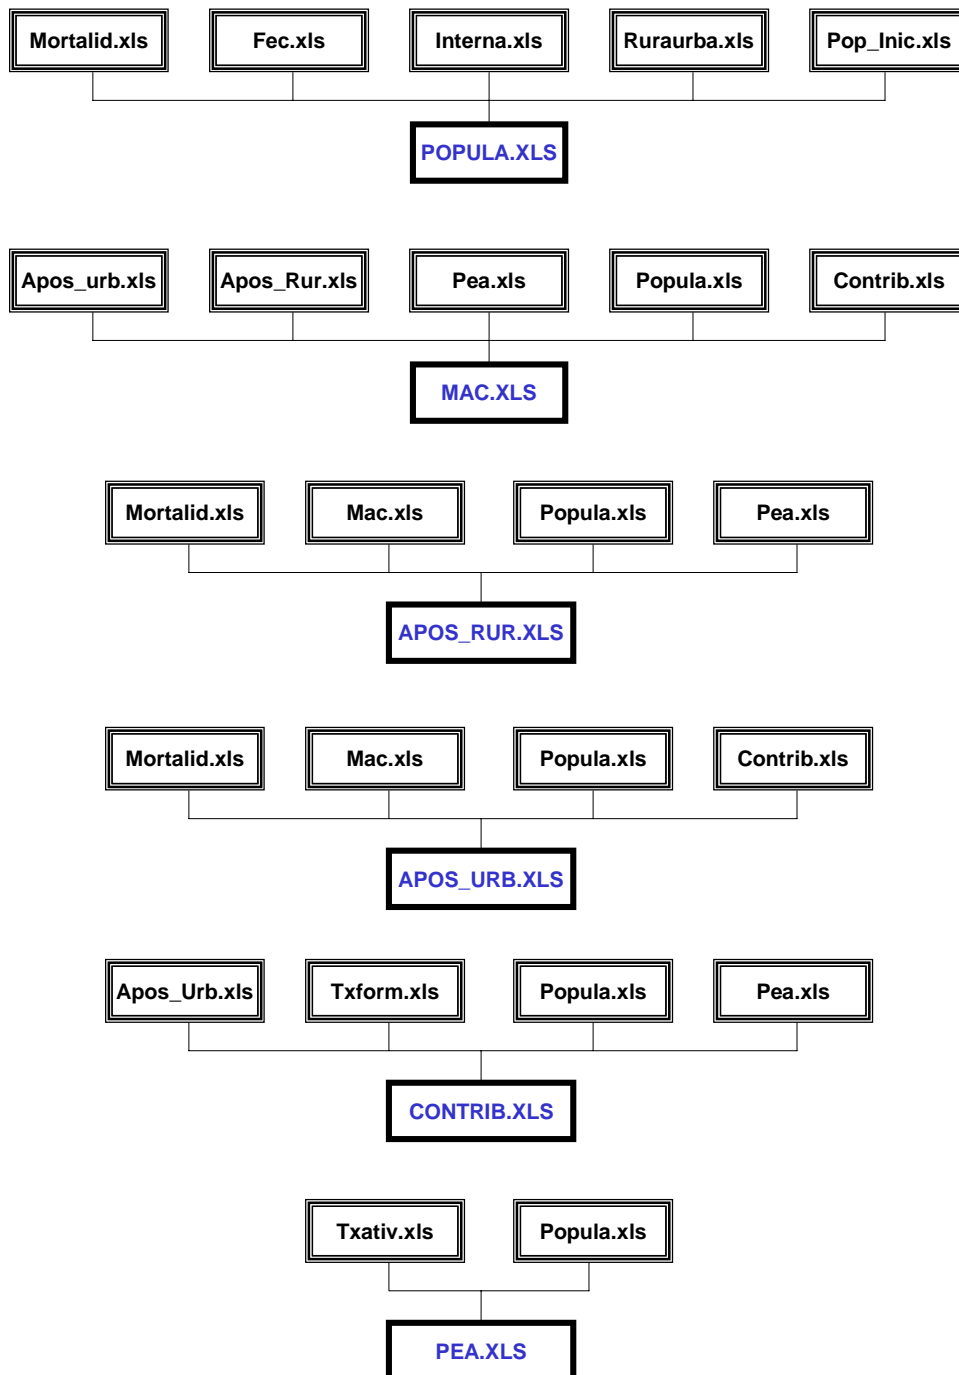 Mortalid.xls Fec.xls Interna.xls Ruraurba.xls Pop_Inic.xls
POPULA.XLS
Apos_urb.xls Apos_Rur.xls Pea.xls Popula.xls Contrib.xls
MAC.XLS
Mortalid.xls Mac.xls Popula.xls Pea.xls
APOS_RUR.XLS
Mortalid.xls Mac.xls Popula.xls Contrib.xls
APOS_URB.XLS
Apos_Urb.xls Txform.xls Popula.xls Pea.xls
CONTRIB.XLS
Txativ.xls Popula.xls
PEA.XLS